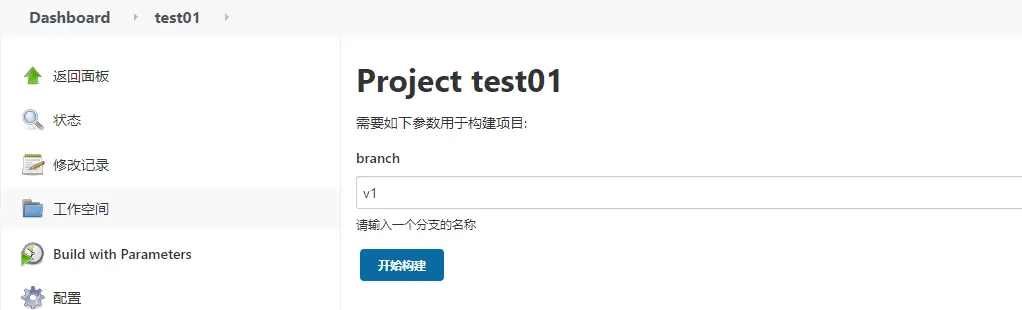 Dashboard test01
返回面板
状态
修改记录
工作空间
Build with Parameters
配置
Project test01
需要如下参数用于构建项目:
branch
v1
请输入一个分支的名称
开始构建